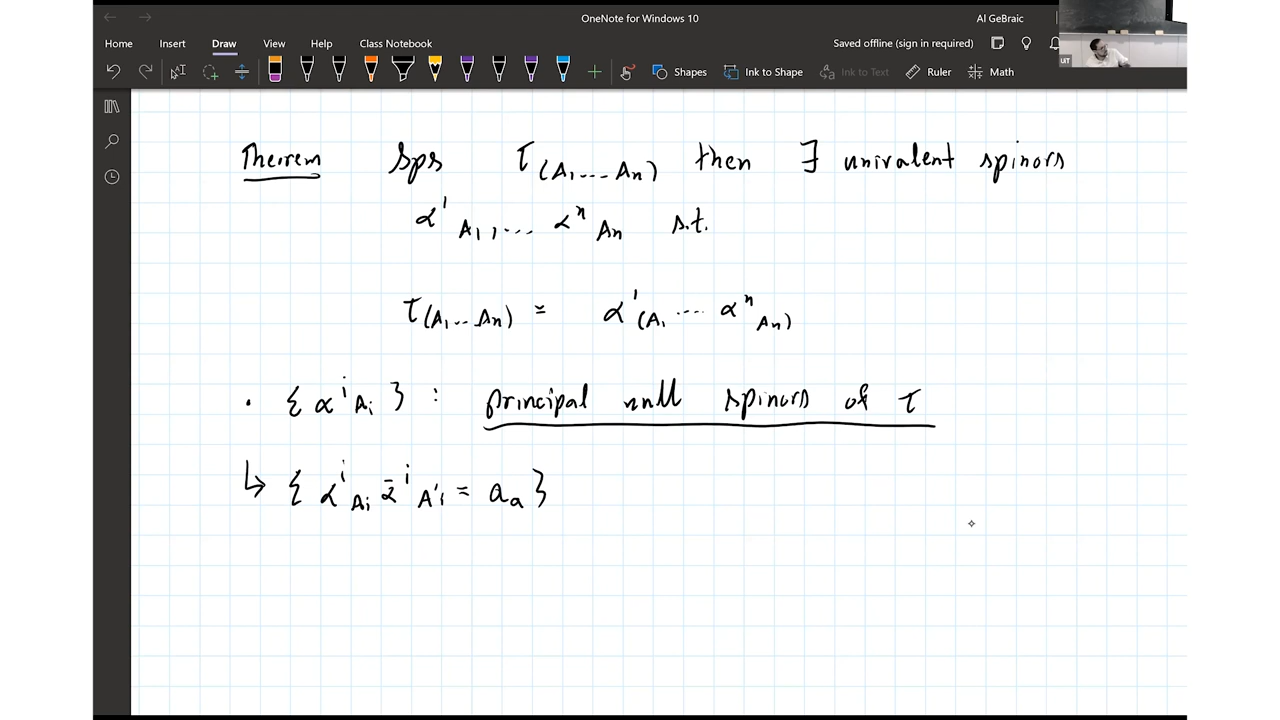 OneNote for Windows 10
Al GeBraic
Home Insert Draw View Help Class Notebook
Saved offline (sign in required)
Shapes Ink to Shape Ink to Text Ruler Math
UiT
Theorem Sps τ_(A₁...Aₙ) then ∃ univalent spinors
α¹_A₁, ... αⁿ_Aₙ s.t.
τ_(A₁...Aₙ) = α¹_(A₁ ... αⁿ_Aₙ)
• { αⁱ_Aᵢ } : principal null spinors of τ
↳ { αⁱ_Aᵢ ᾱⁱ_A'ᵢ = a_a }